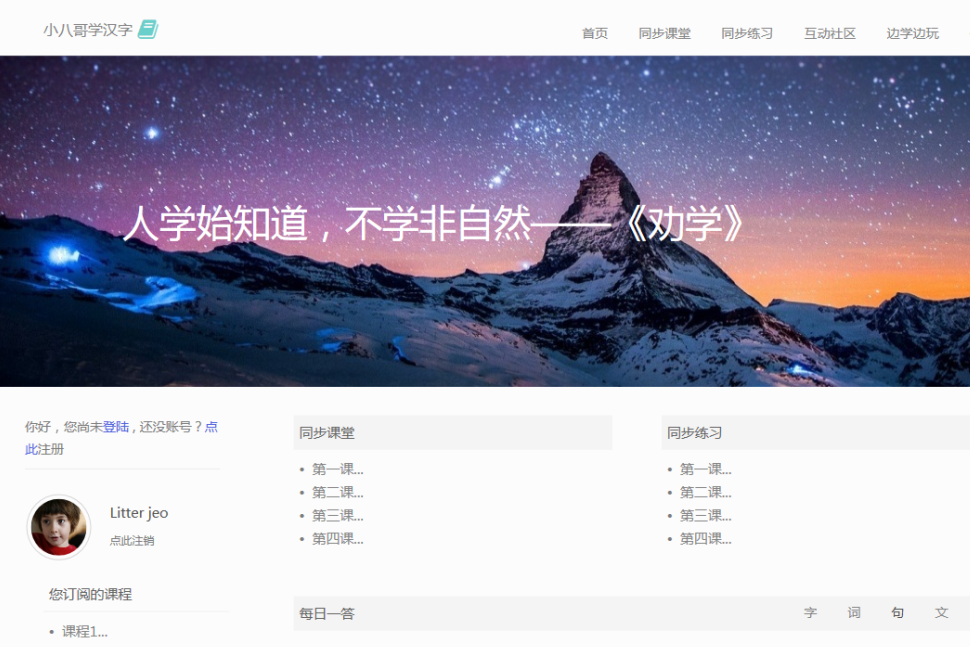 小八哥学汉字
首页 同步课堂 同步练习 互动社区 边学边玩
人学始知道，不学非自然——《劝学》
你好，您尚未登陆，还没账号？点
此注册
Litter jeo
点此注销
您订阅的课程
• 课程1...
同步课堂
• 第一课...
• 第二课...
• 第三课...
• 第四课...
同步练习
• 第一课...
• 第二课...
• 第三课...
• 第四课...
每日一答 字 词 句 文